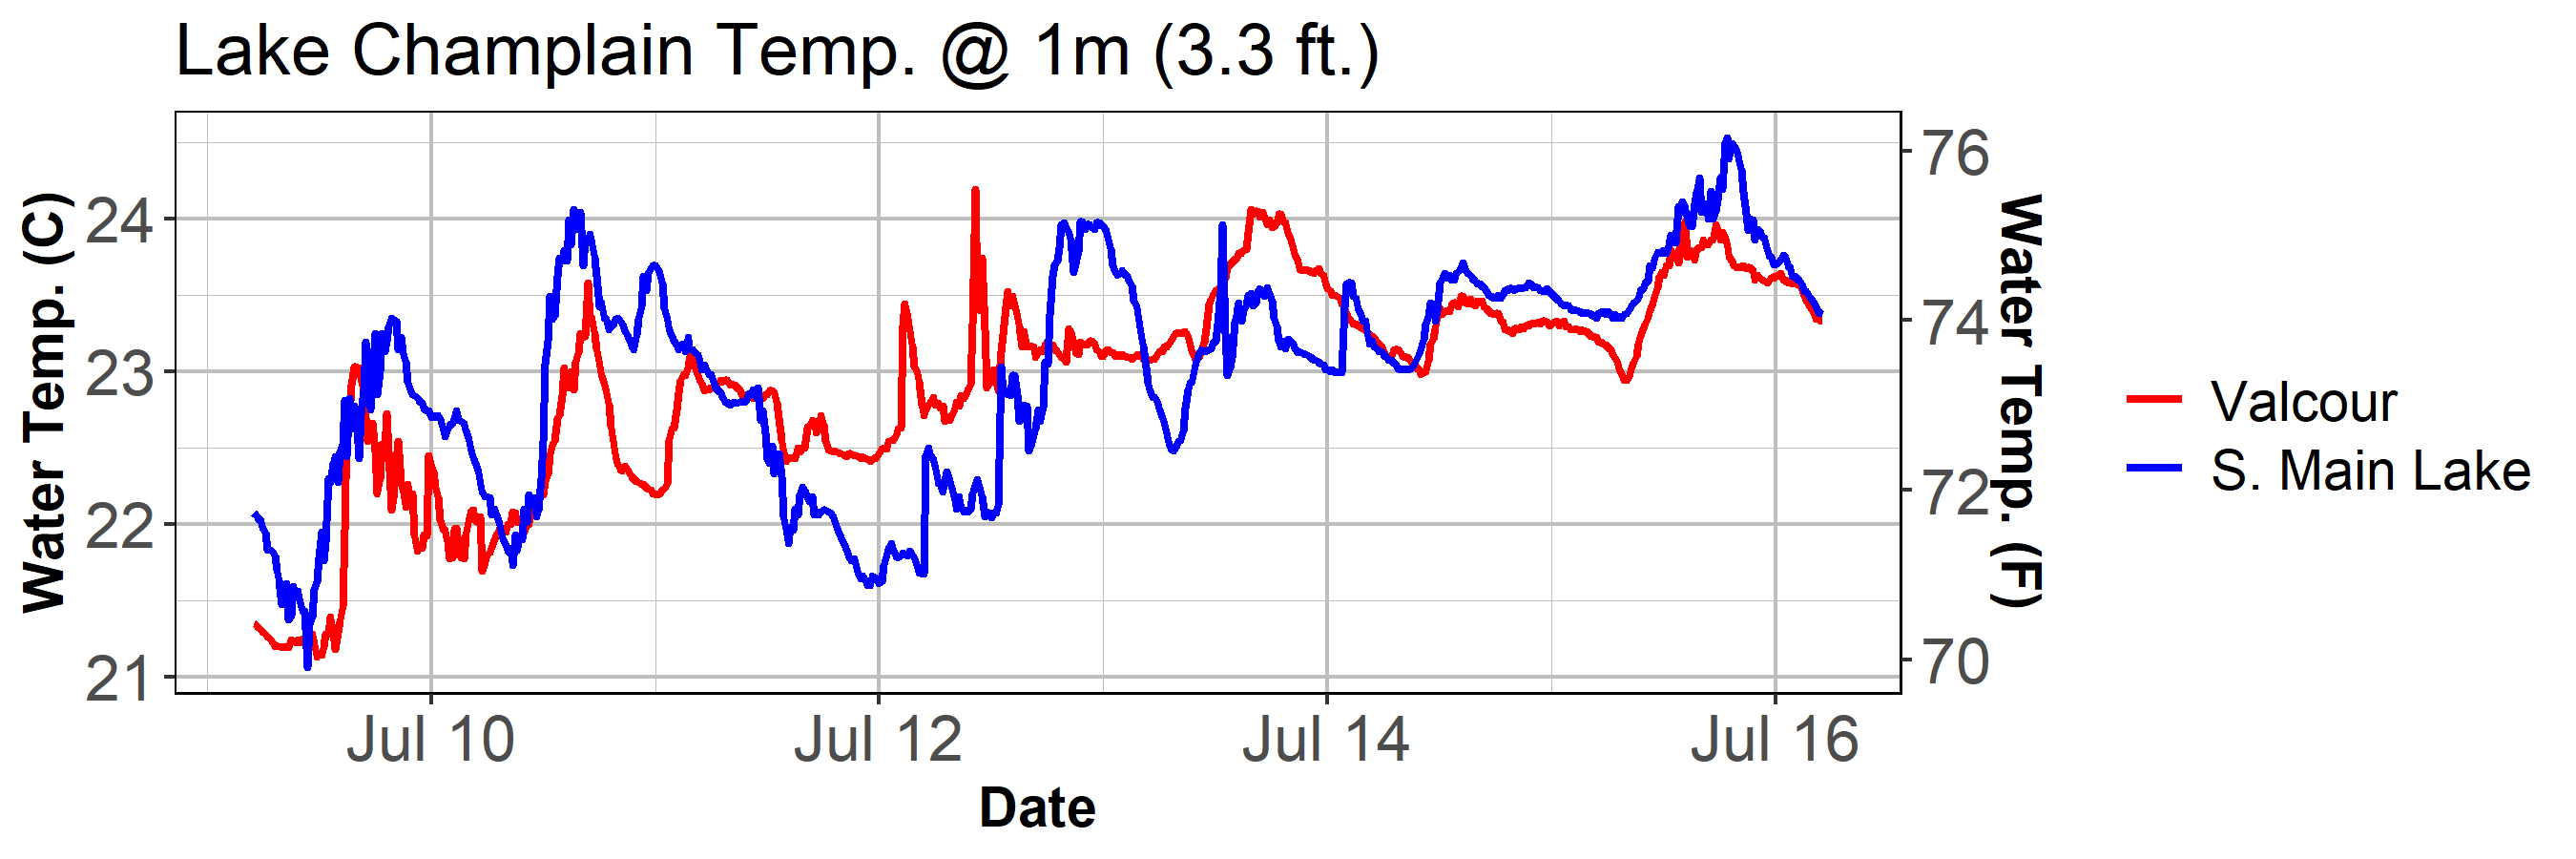 Lake Champlain Temp. @ 1m (3.3 ft.)
Water Temp. (C)
24
23
22
21
76
74
72
70
Water Temp. (F)
Jul 10
Jul 12
Jul 14
Jul 16
Date
Valcour
S. Main Lake